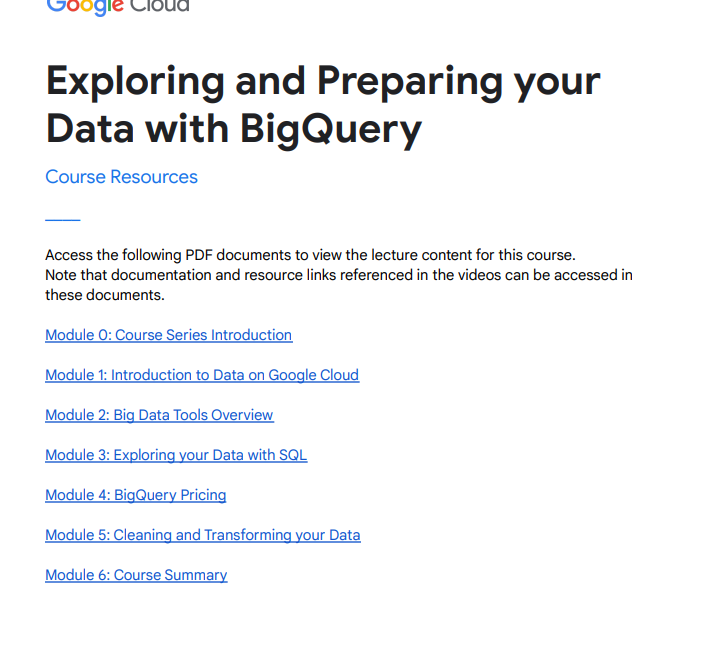 Google Cloud
Exploring and Preparing your
Data with BigQuery
Course Resources
Access the following PDF documents to view the lecture content for this course.
Note that documentation and resource links referenced in the videos can be accessed in
these documents.
Module 0: Course Series Introduction
Module 1: Introduction to Data on Google Cloud
Module 2: Big Data Tools Overview
Module 3: Exploring your Data with SQL
Module 4: BigQuery Pricing
Module 5: Cleaning and Transforming your Data
Module 6: Course Summary